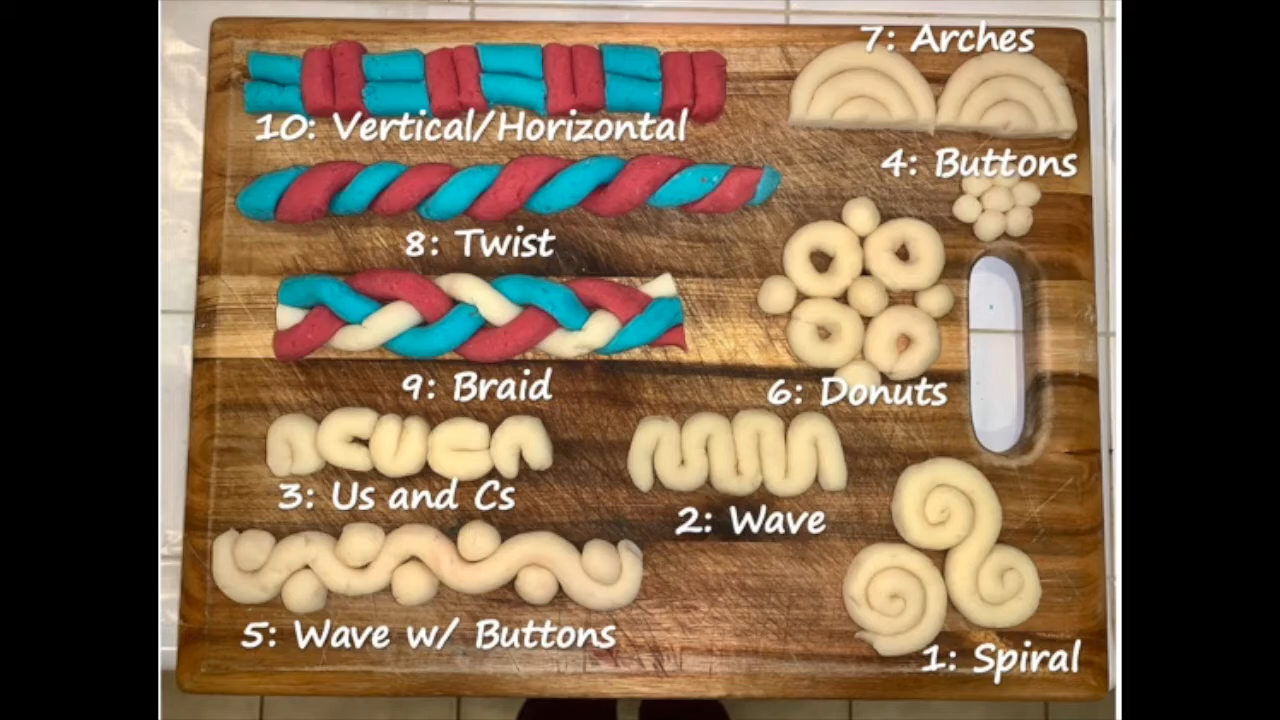 7: Arches
10: Vertical/Horizontal
4: Buttons
8: Twist
9: Braid
6: Donuts
3: Us and Cs
2: Wave
5: Wave w/ Buttons
1: Spiral